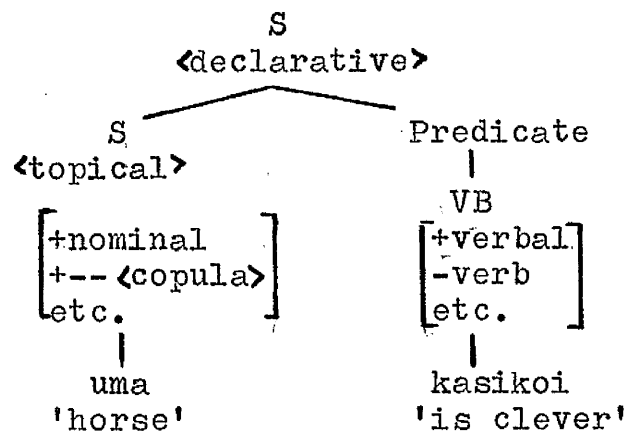 S
<declarative>
S Predicate
<topical>
VB
+nominal +verbal
+--<copula> -verb
etc. etc.
uma kasikoi
'horse' 'is clever'